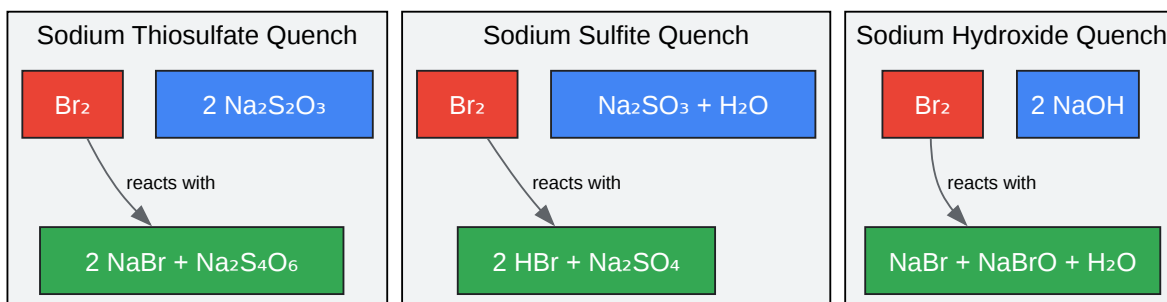 Sodium Thiosulfate Quench
Br₂
2 Na₂S₂O₃
reacts with
2 NaBr + Na₂S₄O₆
Sodium Sulfite Quench
Br₂
Na₂SO₃ + H₂O
reacts with
2 HBr + Na₂SO₄
Sodium Hydroxide Quench
Br₂
2 NaOH
reacts with
NaBr + NaBrO + H₂O